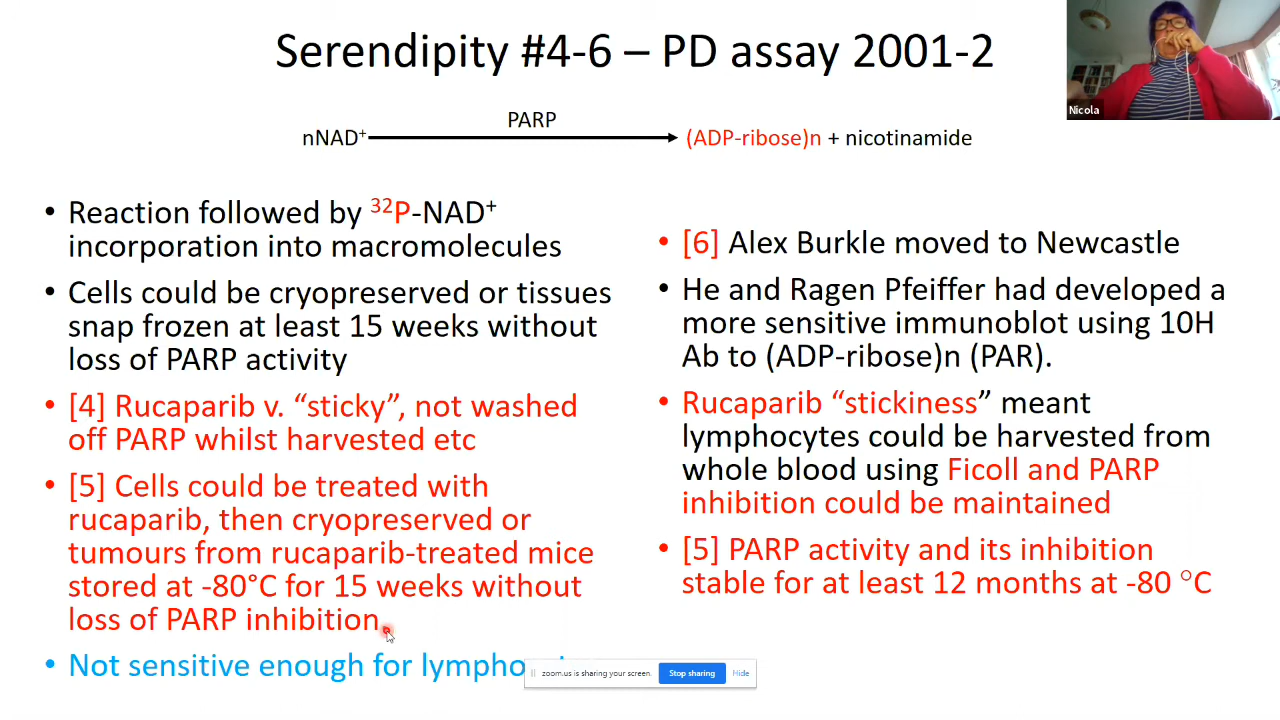 Serendipity #4-6 – PD assay 2001-2
Nicola
PARP
nNAD⁺ (ADP-ribose)n + nicotinamide
• Reaction followed by ³²P-NAD⁺
incorporation into macromolecules
• Cells could be cryopreserved or tissues
snap frozen at least 15 weeks without
loss of PARP activity
• [4] Rucaparib v. “sticky”, not washed
off PARP whilst harvested etc
• [5] Cells could be treated with
rucaparib, then cryopreserved or
tumours from rucaparib-treated mice
stored at -80°C for 15 weeks without
loss of PARP inhibition.
• Not sensitive enough for
• [6] Alex Burkle moved to Newcastle
• He and Ragen Pfeiffer had developed a
more sensitive immunoblot using 10H
Ab to (ADP-ribose)n (PAR).
• Rucaparib “stickiness” meant
lymphocytes could be harvested from
whole blood using Ficoll and PARP
inhibition could be maintained
• [5] PARP activity and its inhibition
stable for at least 12 months at -80 °C
zoom.us is sharing your screen. Stop sharing Hide